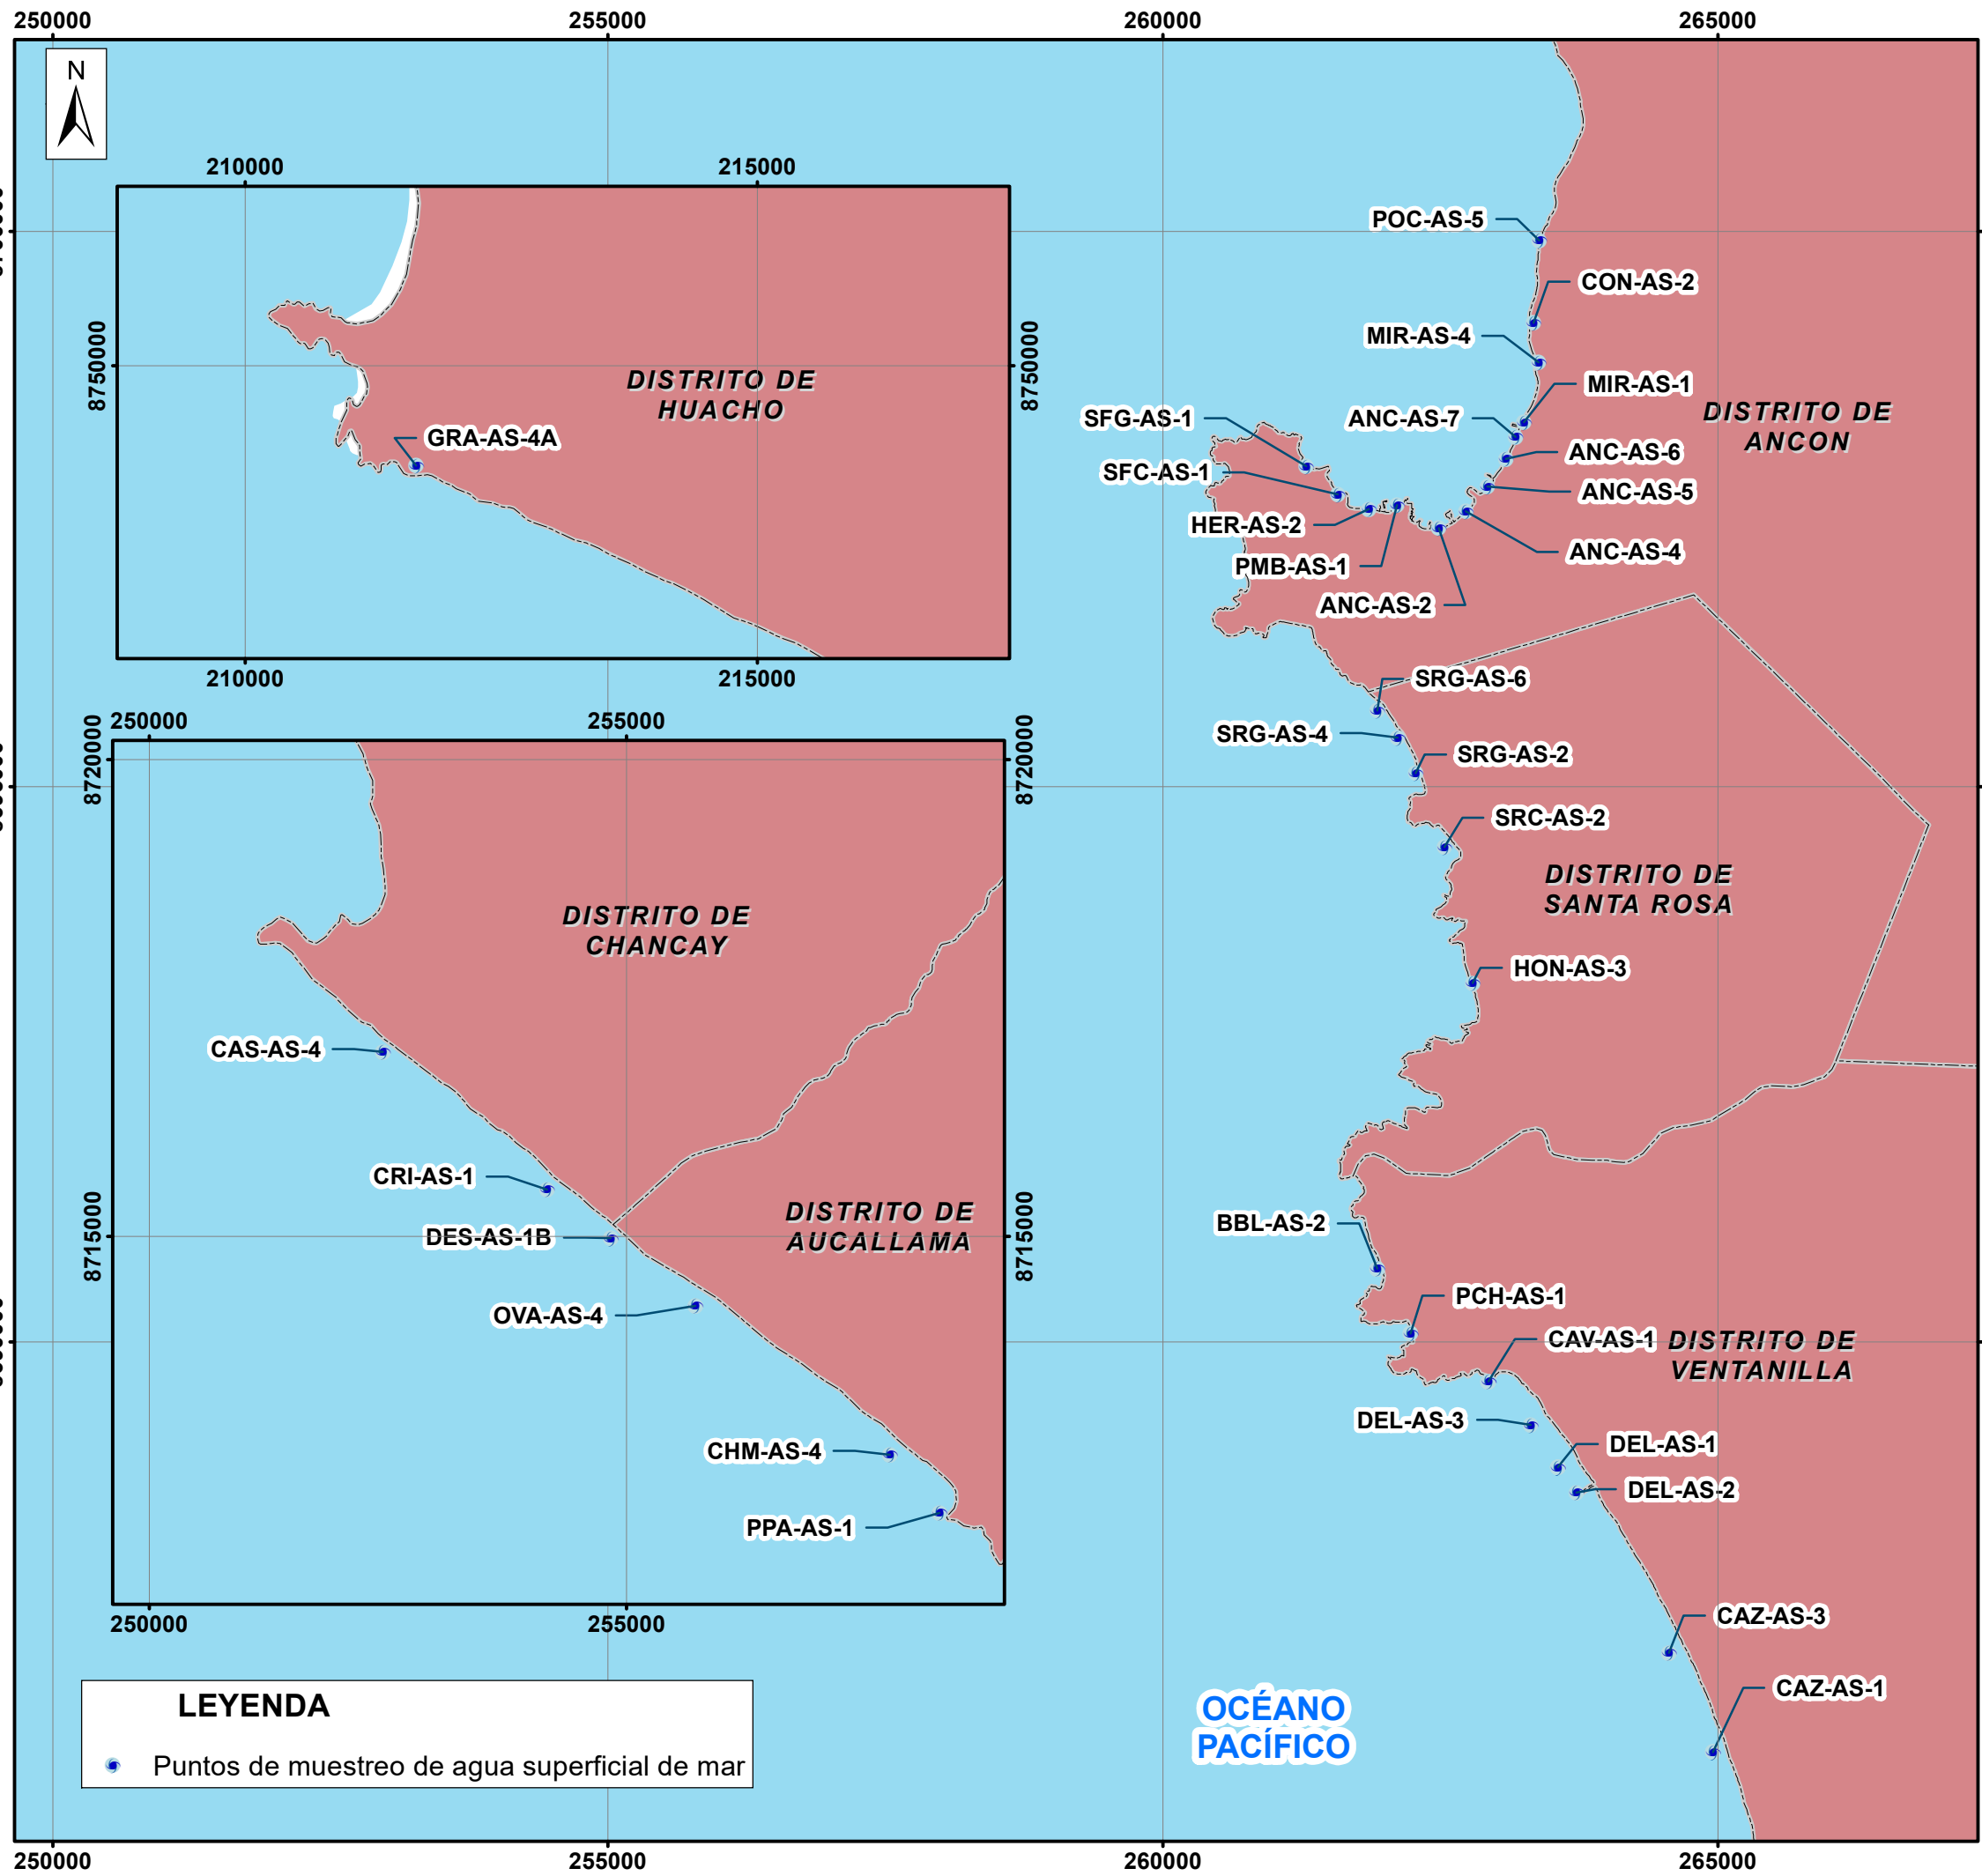 250000
255000
260000
265000
N
210000
215000
8750000
8750000
DISTRITO DE
HUACHO
GRA-AS-4A
210000
215000
POC-AS-5
CON-AS-2
MIR-AS-4
MIR-AS-1
SFG-AS-1
ANC-AS-7
DISTRITO DE
ANCON
ANC-AS-6
SFC-AS-1
ANC-AS-5
HER-AS-2
ANC-AS-4
PMB-AS-1
ANC-AS-2
SRG-AS-6
SRG-AS-4
SRG-AS-2
SRC-AS-2
DISTRITO DE
SANTA ROSA
HON-AS-3
250000
255000
8720000
8720000
DISTRITO DE
CHANCAY
CAS-AS-4
CRI-AS-1
DES-AS-1B
DISTRITO DE
AUCALLAMA
8715000
8715000
OVA-AS-4
CHM-AS-4
PPA-AS-1
250000
255000
BBL-AS-2
PCH-AS-1
CAV-AS-1
DISTRITO DE
VENTANILLA
DEL-AS-3
DEL-AS-1
DEL-AS-2
CAZ-AS-3
CAZ-AS-1
OCÉANO
PACÍFICO
LEYENDA
Puntos de muestreo de agua superficial de mar
250000
255000
260000
265000